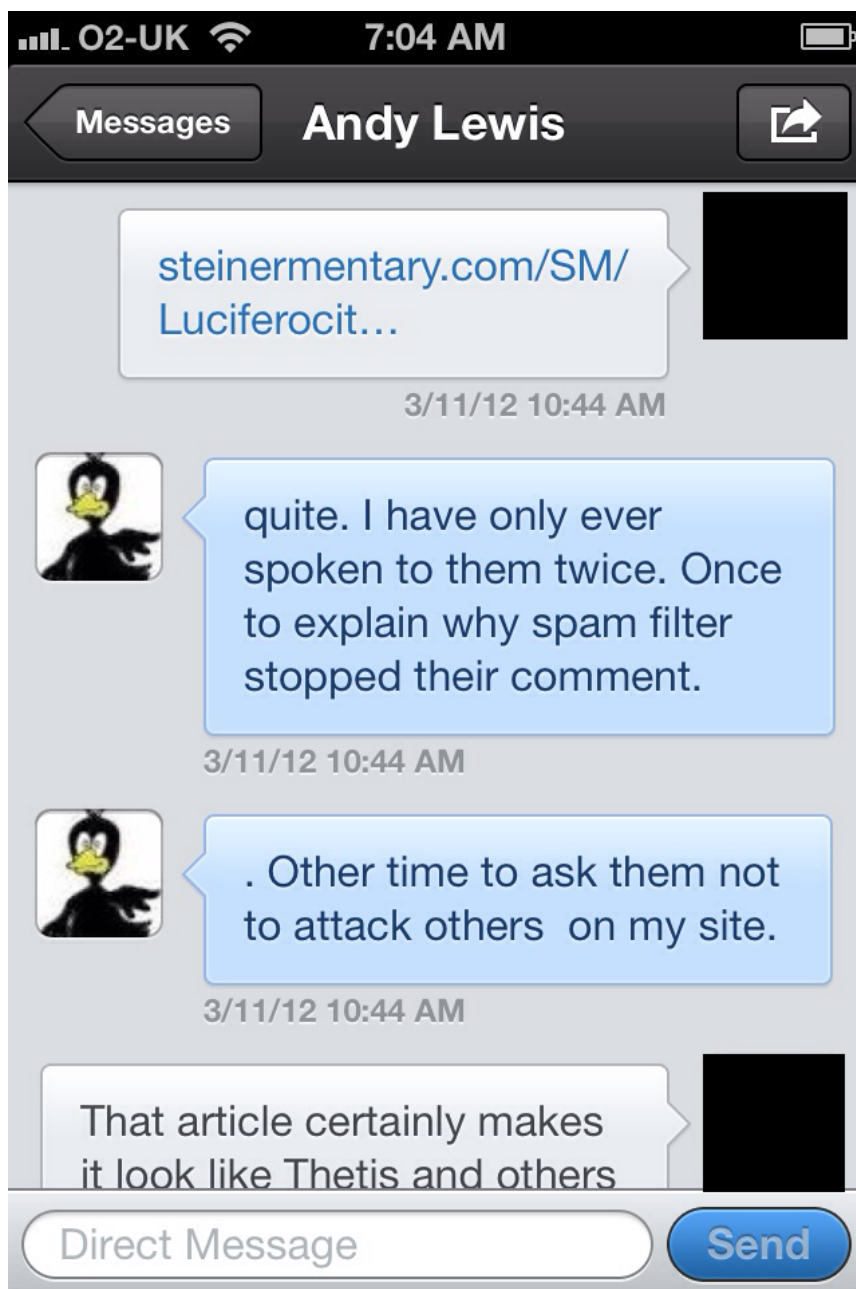 O2-UK 7:04 AM
Messages Andy Lewis
steinermentary.com/SM/
Luciferocit...
3/11/12 10:44 AM
quite. I have only ever
spoken to them twice. Once
to explain why spam filter
stopped their comment.
3/11/12 10:44 AM
. Other time to ask them not
to attack others on my site.
3/11/12 10:44 AM
That article certainly makes
it look like Thetis and others
Direct Message Send